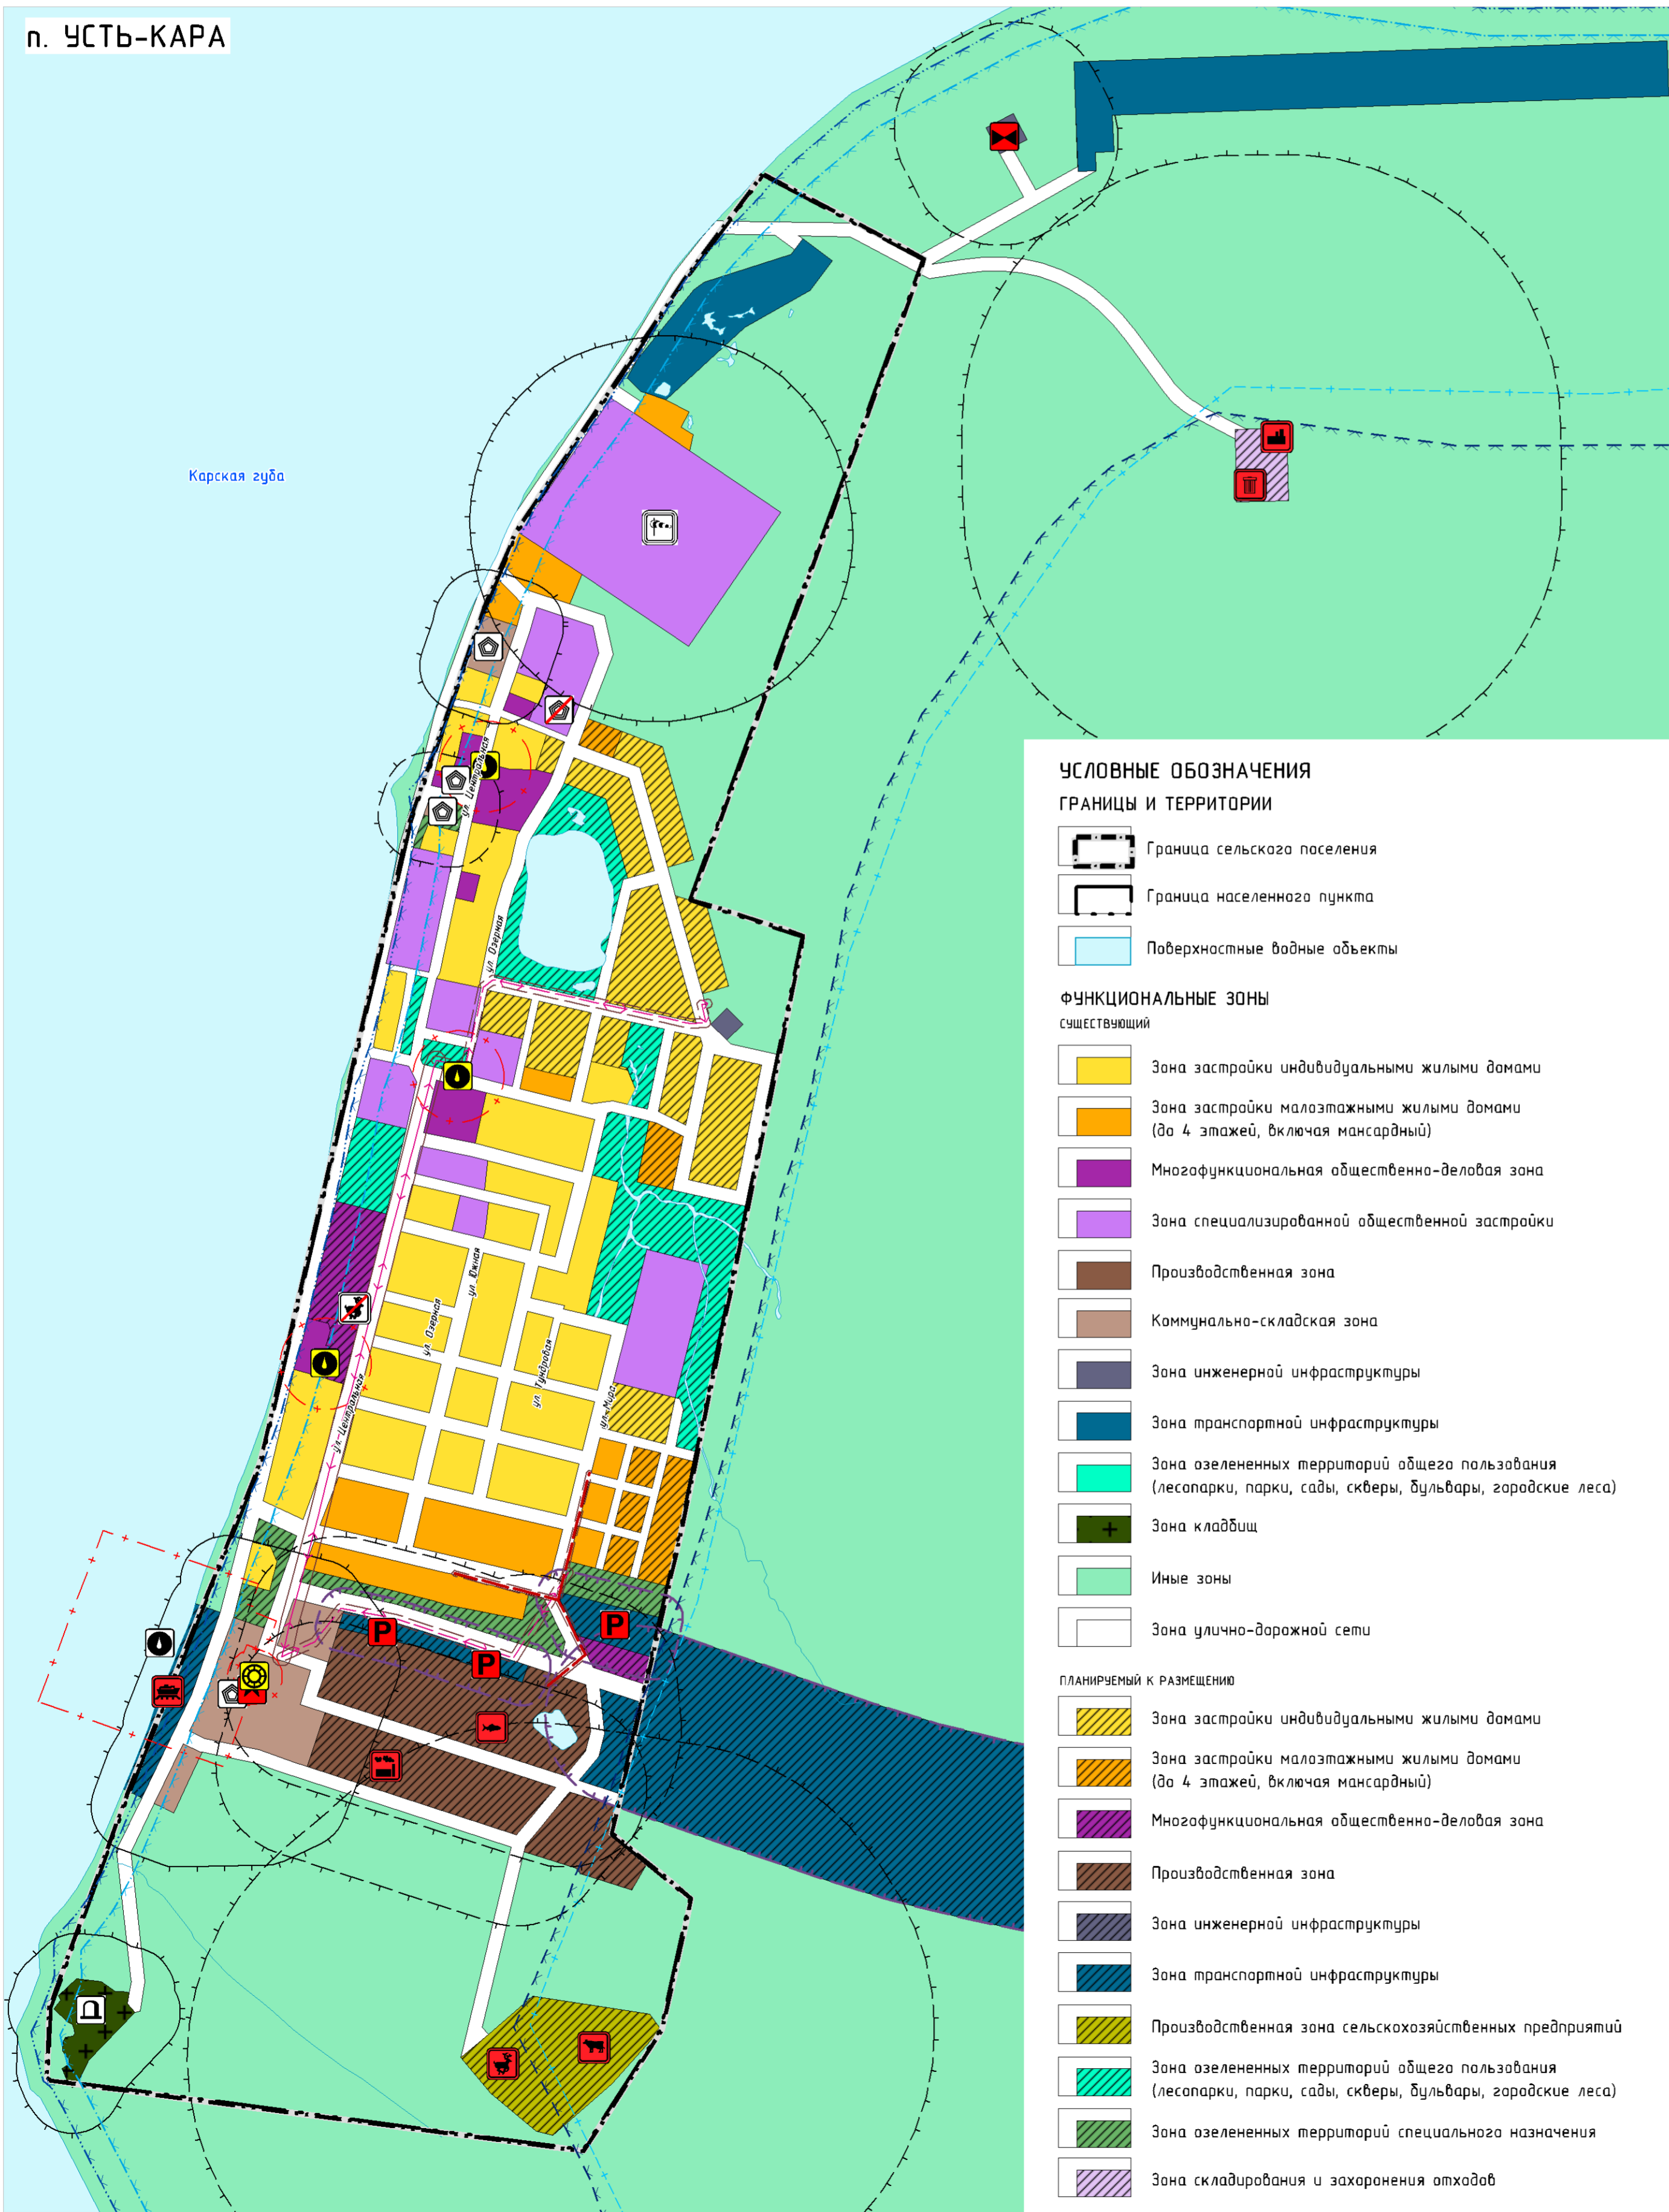 п. УСТЬ-КАРА
Карская губа
ул. Центральная
ул. Озерная
ул. Южная
ул. Озерная
ул. Тундровая
ул. Мира
ул. Центральная
P
P
P
УСЛОВНЫЕ ОБОЗНАЧЕНИЯ
ГРАНИЦЫ И ТЕРРИТОРИИ
Граница сельского поселения
Граница населенного пункта
Поверхностные водные объекты
ФУНКЦИОНАЛЬНЫЕ ЗОНЫ
СУЩЕСТВУЮЩИЙ
Зона застройки индивидуальными жилыми домами
Зона застройки малоэтажными жилыми домами
(до 4 этажей, включая мансардный)
Многофункциональная общественно-деловая зона
Зона специализированной общественной застройки
Производственная зона
Коммунально-складская зона
Зона инженерной инфраструктуры
Зона транспортной инфраструктуры
Зона озелененных территорий общего пользования
(лесопарки, парки, сады, скверы, бульвары, городские леса)
Зона кладбищ
Иные зоны
Зона улично-дорожной сети
ПЛАНИРУЕМЫЙ К РАЗМЕЩЕНИЮ
Зона застройки индивидуальными жилыми домами
Зона застройки малоэтажными жилыми домами
(до 4 этажей, включая мансардный)
Многофункциональная общественно-деловая зона
Производственная зона
Зона инженерной инфраструктуры
Зона транспортной инфраструктуры
Производственная зона сельскохозяйственных предприятий
Зона озелененных территорий общего пользования
(лесопарки, парки, сады, скверы, бульвары, городские леса)
Зона озелененных территорий специального назначения
Зона складирования и захоронения отходов